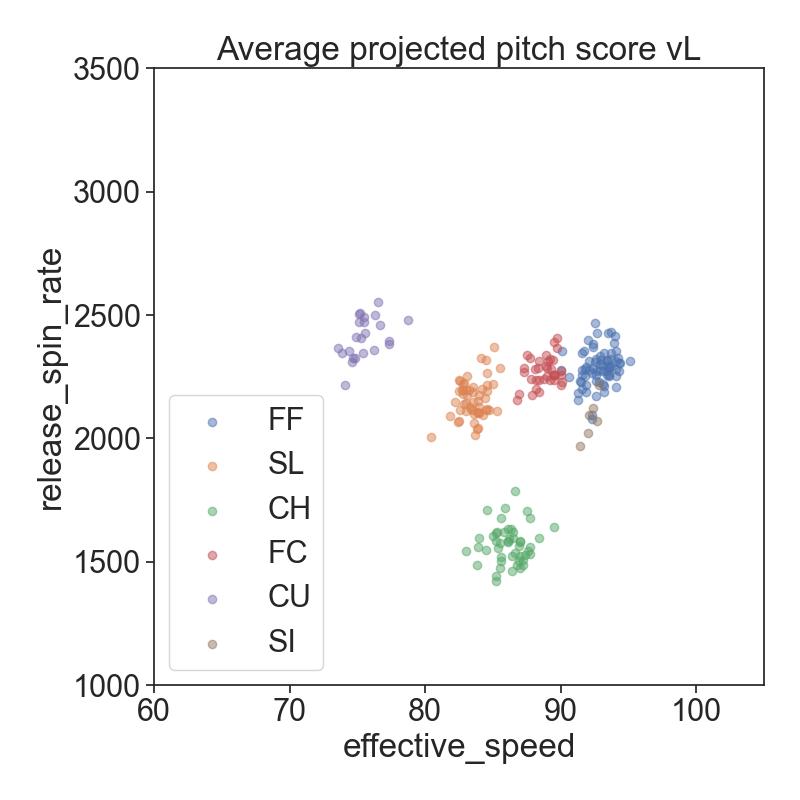 Average projected pitch score vL
release_spin_rate
3500
3000
2500
2000
1500
1000
FF
SL
CH
FC
CU
SI
60
70
80
90
100
effective_speed